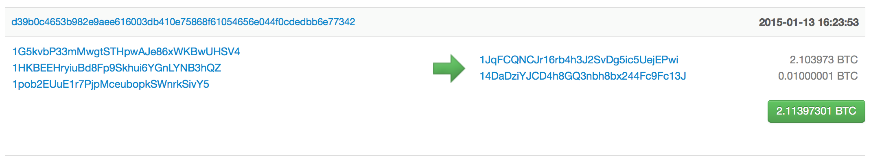 d39b0c4653b982e9aee616003db410e75868f61054656e044f0cdedbb6e77342 2015-01-13 16:23:53
1G5kvbP33mMwgtSTHpwAJe86xWKBwUHSV4
1HKBEEHryiuBd8Fp9Skhui6YGnLYNB3hQZ
1pob2EUuE1r7PjpMceubopkSWnrkSivY5
1JqFCQNCJr16rb4h3J2SvDg5ic5UejEPwi 2.103973 BTC
14DaDziYJCD4h8GQ3nbh8bx244Fc9Fc13J 0.01000001 BTC
2.11397301 BTC